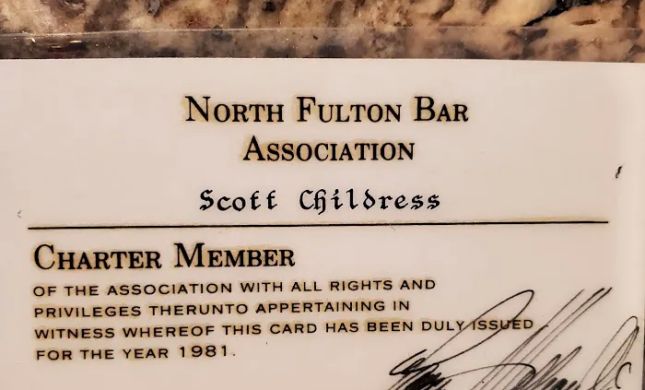 NORTH FULTON BAR
ASSOCIATION
Scott Childress
CHARTER MEMBER
OF THE ASSOCIATION WITH ALL RIGHTS AND
PRIVILEGES THERUNTO APPERTAINING IN
WITNESS WHEREOF THIS CARD HAS BEEN DULY ISSUED
FOR THE YEAR 1981.